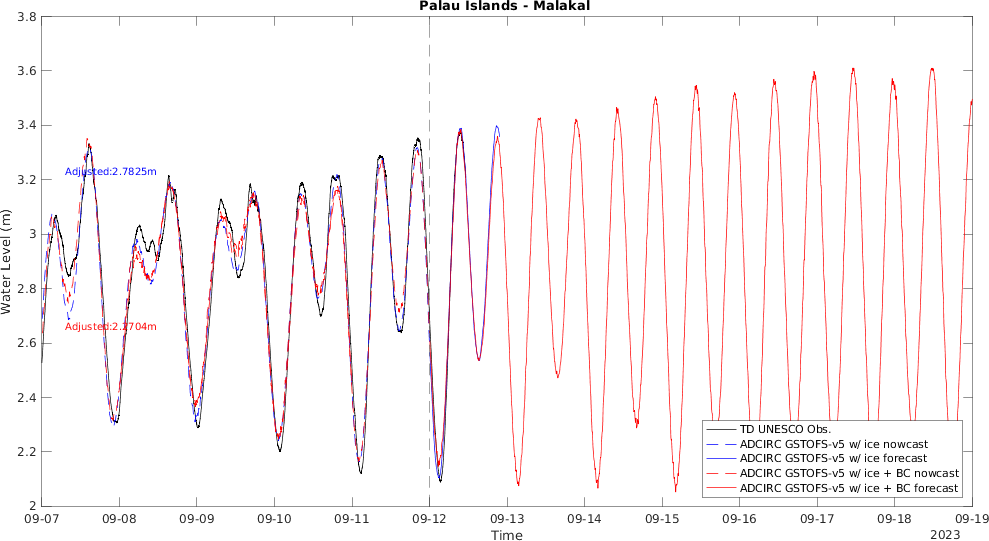 Palau Islands - Malakal
3.8
3.6
3.4
3.2
3
2.8
2.6
2.4
2.2
2
Water Level (m)
Adjusted:2.7825m
Adjusted:2.2704m
TD UNESCO Obs.
ADCIRC GSTOFS-v5 w/ ice nowcast
ADCIRC GSTOFS-v5 w/ ice forecast
ADCIRC GSTOFS-v5 w/ ice + BC nowcast
ADCIRC GSTOFS-v5 w/ ice + BC forecast
09-07 09-08 09-09 09-10 09-11 09-12 09-13 09-14 09-15 09-16 09-17 09-18 09-19
Time
2023